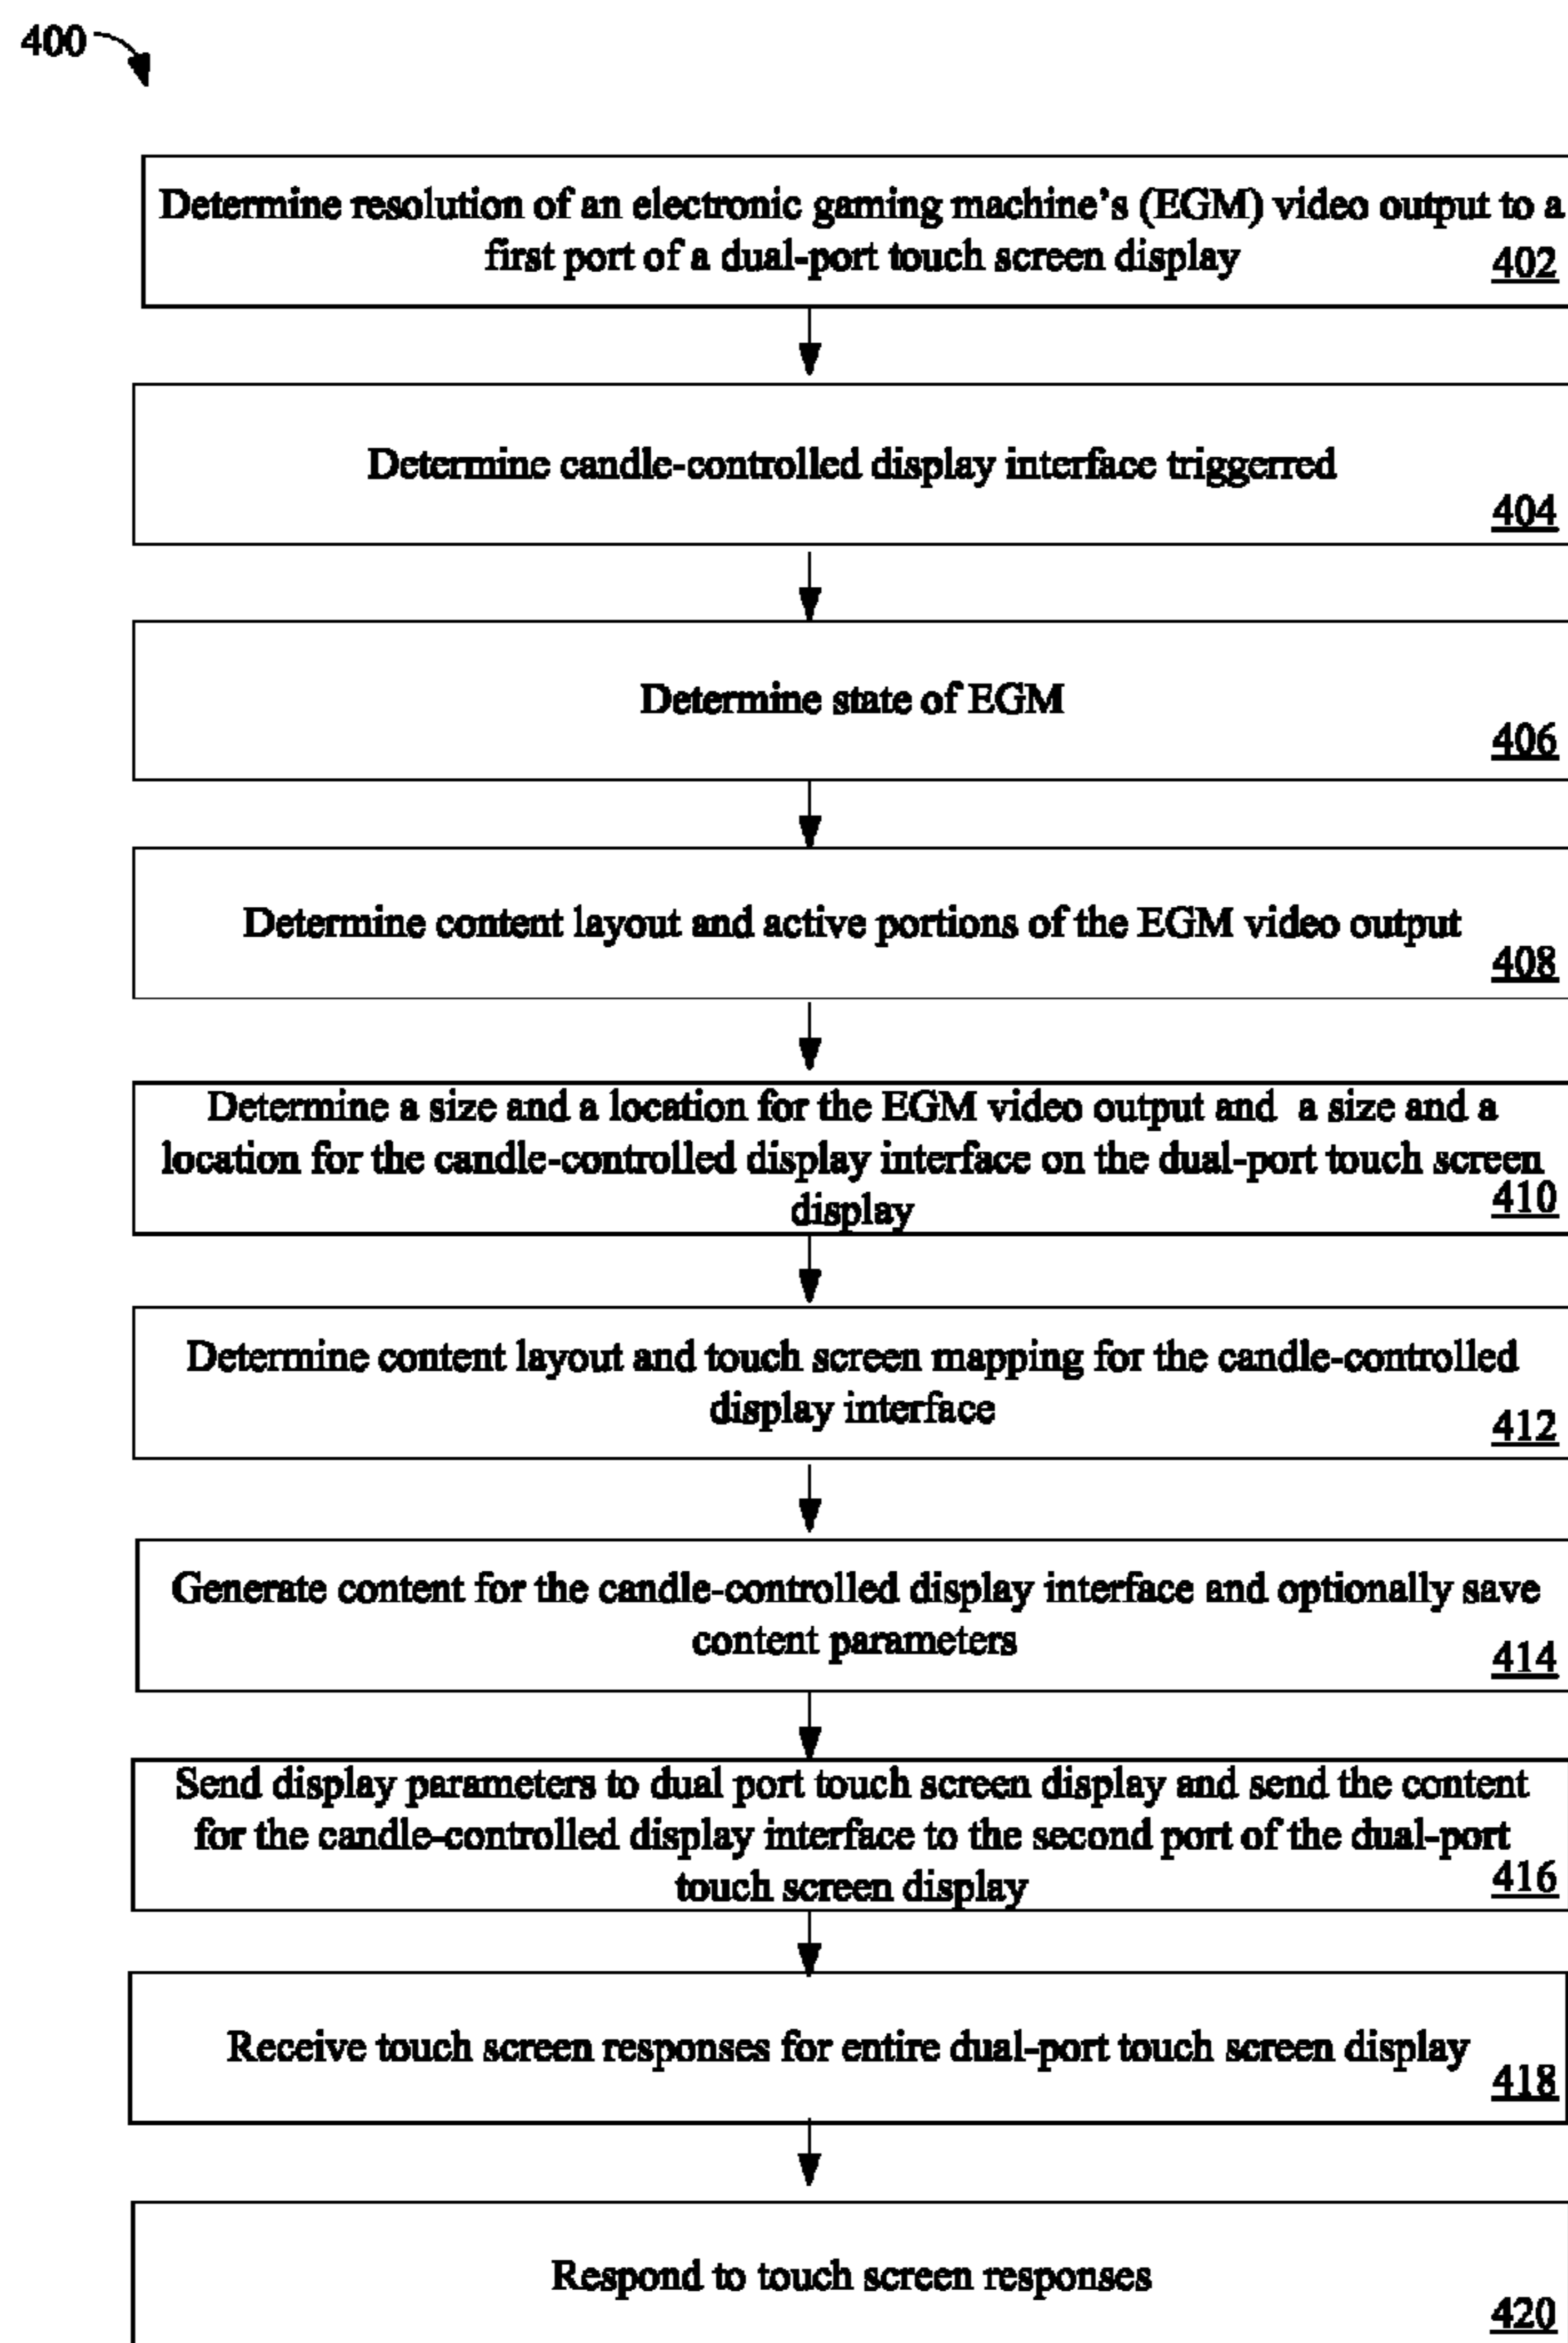 400
Determine resolution of an electronic gaming machine's (EGM) video output to a
first port of a dual-port touch screen display
402
Determine candle-controlled display interface triggerred
404
Determine state of EGM
406
Determine content layout and active portions of the EGM video output
408
Determine a size and a location for the EGM video output and a size and a
location for the candle-controlled display interface on the dual-port touch screen
display
410
Determine content layout and touch screen mapping for the candle-controlled
display interface
412
Generate content for the candle-controlled display interface and optionally save
content parameters
414
Send display parameters to dual port touch screen display and send the content
for the candle-controlled display interface to the second port of the dual-port
touch screen display
416
Receive touch screen responses for entire dual-port touch screen display
418
Respond to touch screen responses
420